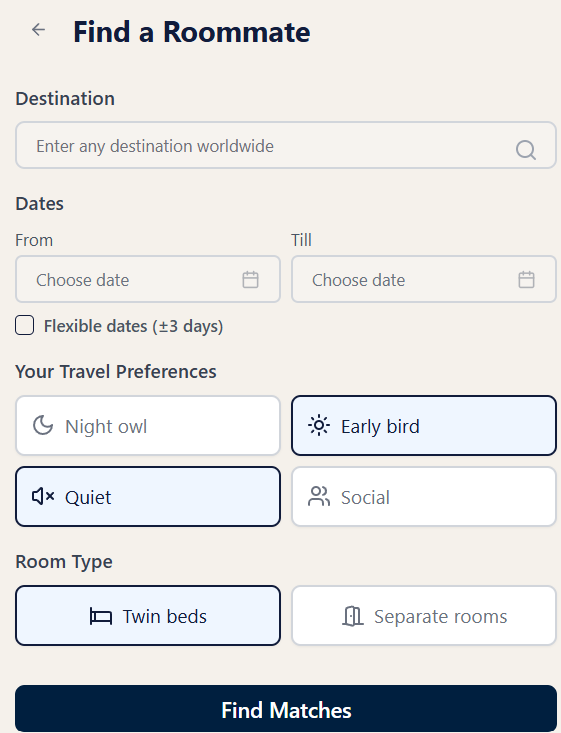 Find a Roommate
Destination
Enter any destination worldwide
Dates
From Till
Choose date Choose date
Flexible dates (±3 days)
Your Travel Preferences
Night owl Early bird
Quiet Social
Room Type
Twin beds Separate rooms
Find Matches